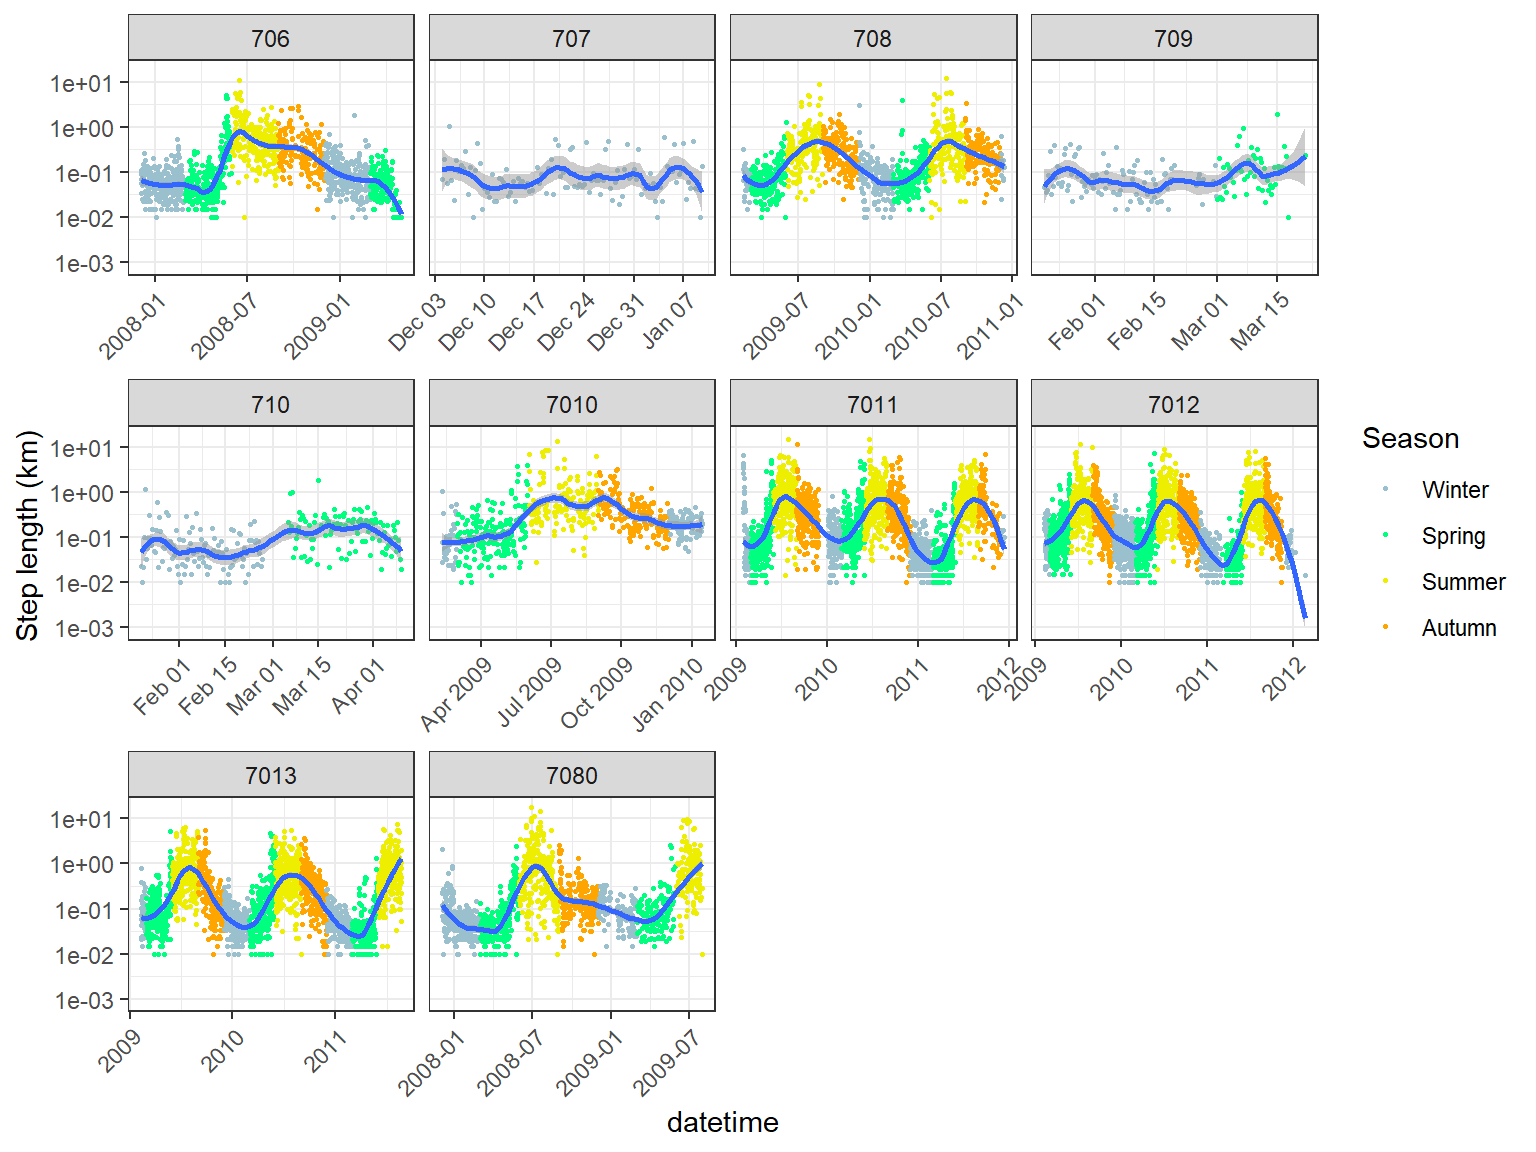 706 707 708 709
1e+01
1e+00
1e-01
1e-02
1e-03
2008-01 2008-07 2009-01 Dec 03 Dec 10 Dec 17 Dec 24 Dec 31 Jan 07 2009-07 2010-01 2010-07 2011-01 Feb 01 Feb 15 Mar 01 Mar 15
710 7010 7011 7012
1e+01
1e+00
1e-01
1e-02
1e-03
Feb 01 Feb 15 Mar 01 Mar 15 Apr 01 Apr 2009 Jul 2009 Oct 2009 Jan 2010 2009 2010 2011 2012 2009 2010 2011 2012
Step length (km)
Season
Winter
Spring
Summer
Autumn
7013 7080
1e+01
1e+00
1e-01
1e-02
1e-03
2009 2010 2011 2008-01 2008-07 2009-01 2009-07
datetime